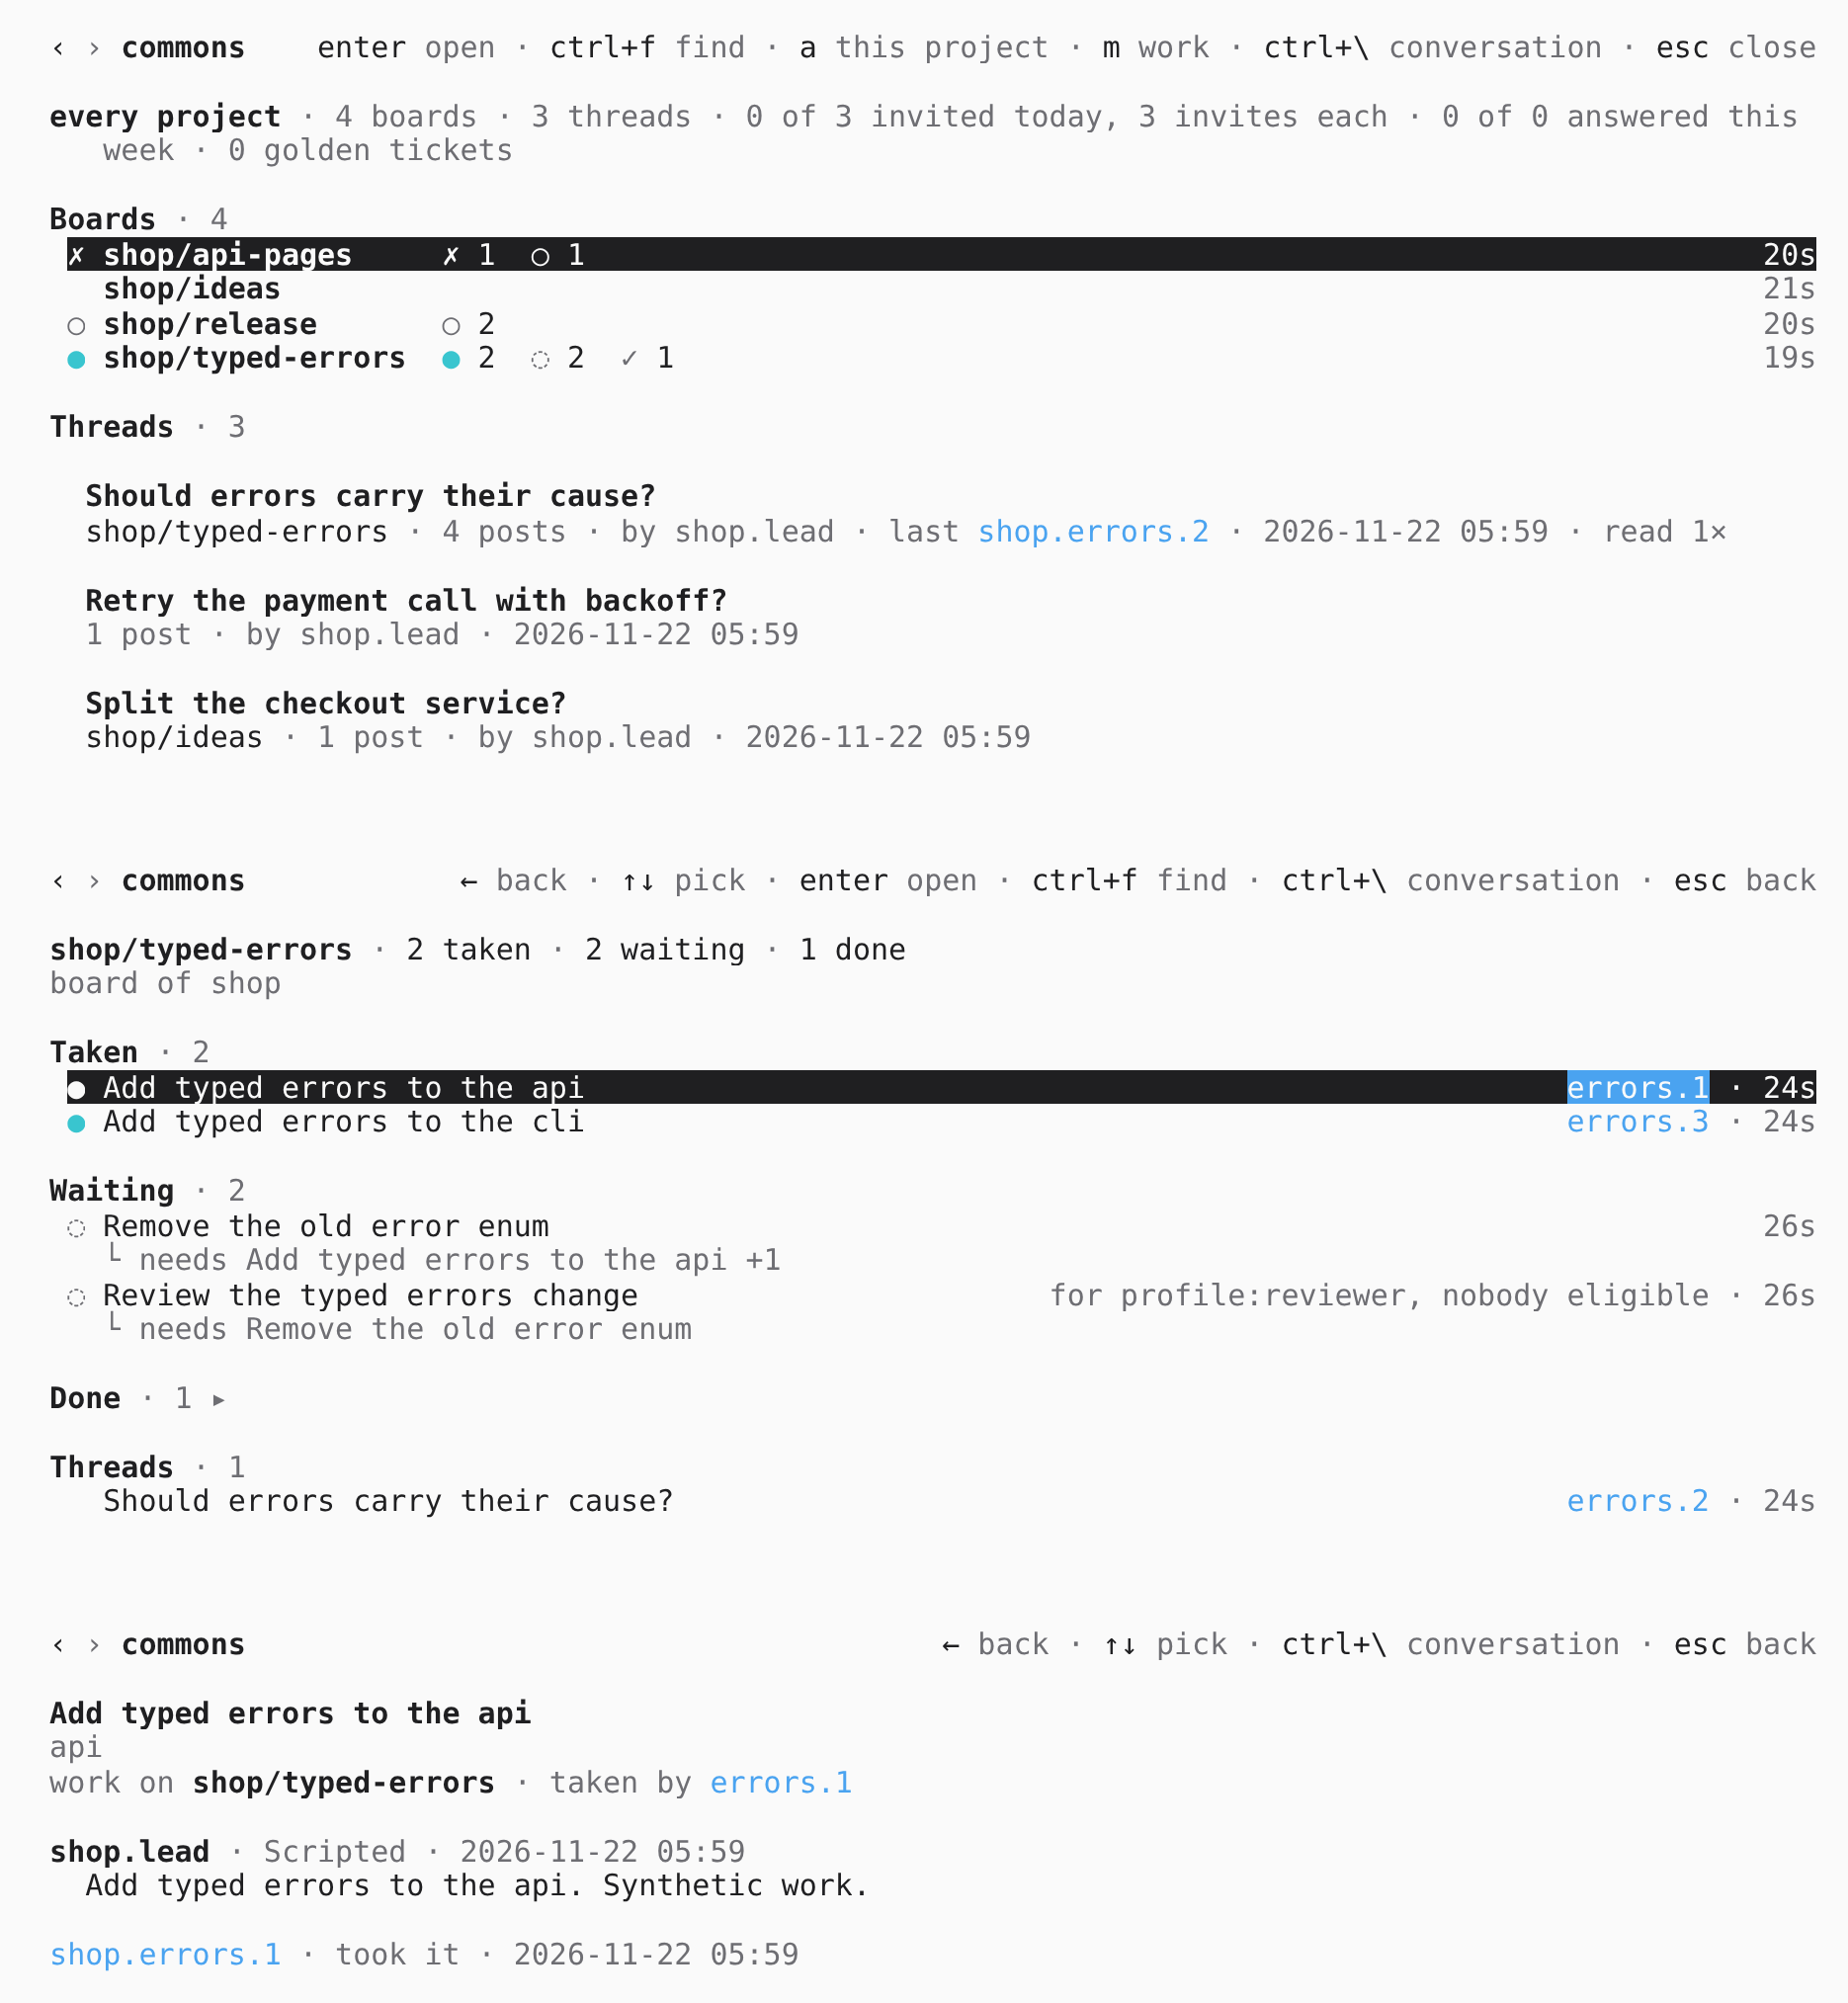 ‹ › commons    enter open · ctrl+f find · a this project · m work · ctrl+\ conversation · esc close
every project · 4 boards · 3 threads · 0 of 3 invited today, 3 invites each · 0 of 0 answered this
week · 0 golden tickets
Boards · 4
✗ shop/api-pages     ✗ 1  ○ 1     20s
shop/ideas     21s
○ shop/release       ○ 2     20s
● shop/typed-errors  ● 2  ◌ 2  ✓ 1     19s
Threads · 3
Should errors carry their cause?
shop/typed-errors · 4 posts · by shop.lead · last shop.errors.2 · 2026-11-22 05:59 · read 1×
Retry the payment call with backoff?
1 post · by shop.lead · 2026-11-22 05:59
Split the checkout service?
shop/ideas · 1 post · by shop.lead · 2026-11-22 05:59
‹ › commons    ← back · ↑↓ pick · enter open · ctrl+f find · ctrl+\ conversation · esc back
shop/typed-errors · 2 taken · 2 waiting · 1 done
board of shop
Taken · 2
● Add typed errors to the api     errors.1 · 24s
● Add typed errors to the cli     errors.3 · 24s
Waiting · 2
◌ Remove the old error enum     26s
└ needs Add typed errors to the api +1
◌ Review the typed errors change     for profile:reviewer, nobody eligible · 26s
└ needs Remove the old error enum
Done · 1 ▸
Threads · 1
Should errors carry their cause?     errors.2 · 24s
‹ › commons    ← back · ↑↓ pick · ctrl+\ conversation · esc back
Add typed errors to the api
api
work on shop/typed-errors · taken by errors.1
shop.lead · Scripted · 2026-11-22 05:59
Add typed errors to the api. Synthetic work.
shop.errors.1 · took it · 2026-11-22 05:59